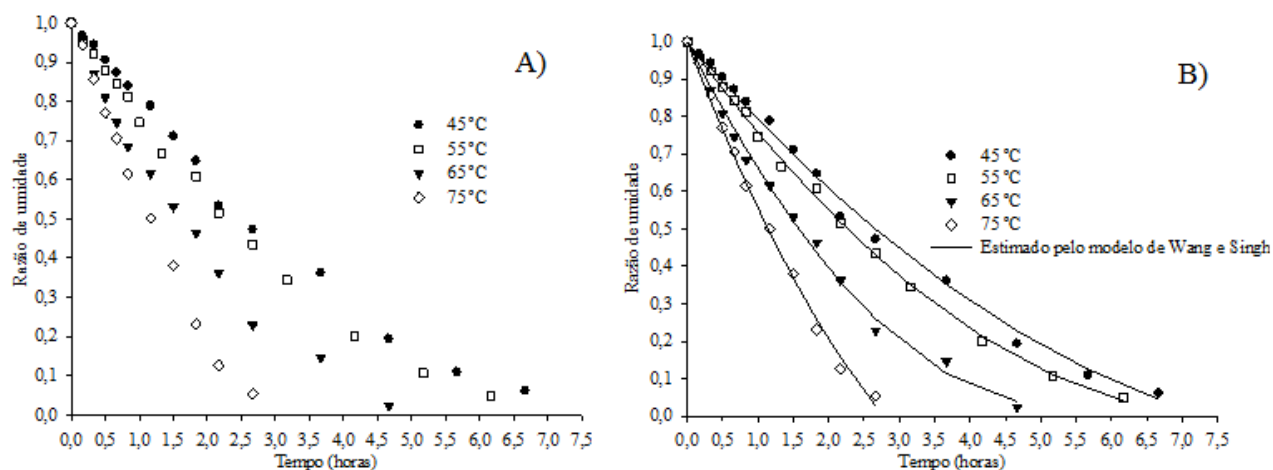 A)
Razão de umidade
1,0
0,9
0,8
0,7
0,6
0,5
0,4
0,3
0,2
0,1
0,0
45°C
55°C
65°C
75°C
0,0 0,5 1,0 1,5 2,0 2,5 3,0 3,5 4,0 4,5 5,0 5,5 6,0 6,5 7,0 7,5
Tempo (horas)
B)
Razão de umidade
1,0
0,9
0,8
0,7
0,6
0,5
0,4
0,3
0,2
0,1
0,0
45°C
55°C
65°C
75°C
Estimado pelo modelo de Wang e Singh
0,0 0,5 1,0 1,5 2,0 2,5 3,0 3,5 4,0 4,5 5,0 5,5 6,0 6,5 7,0 7,5
Tempo (horas)